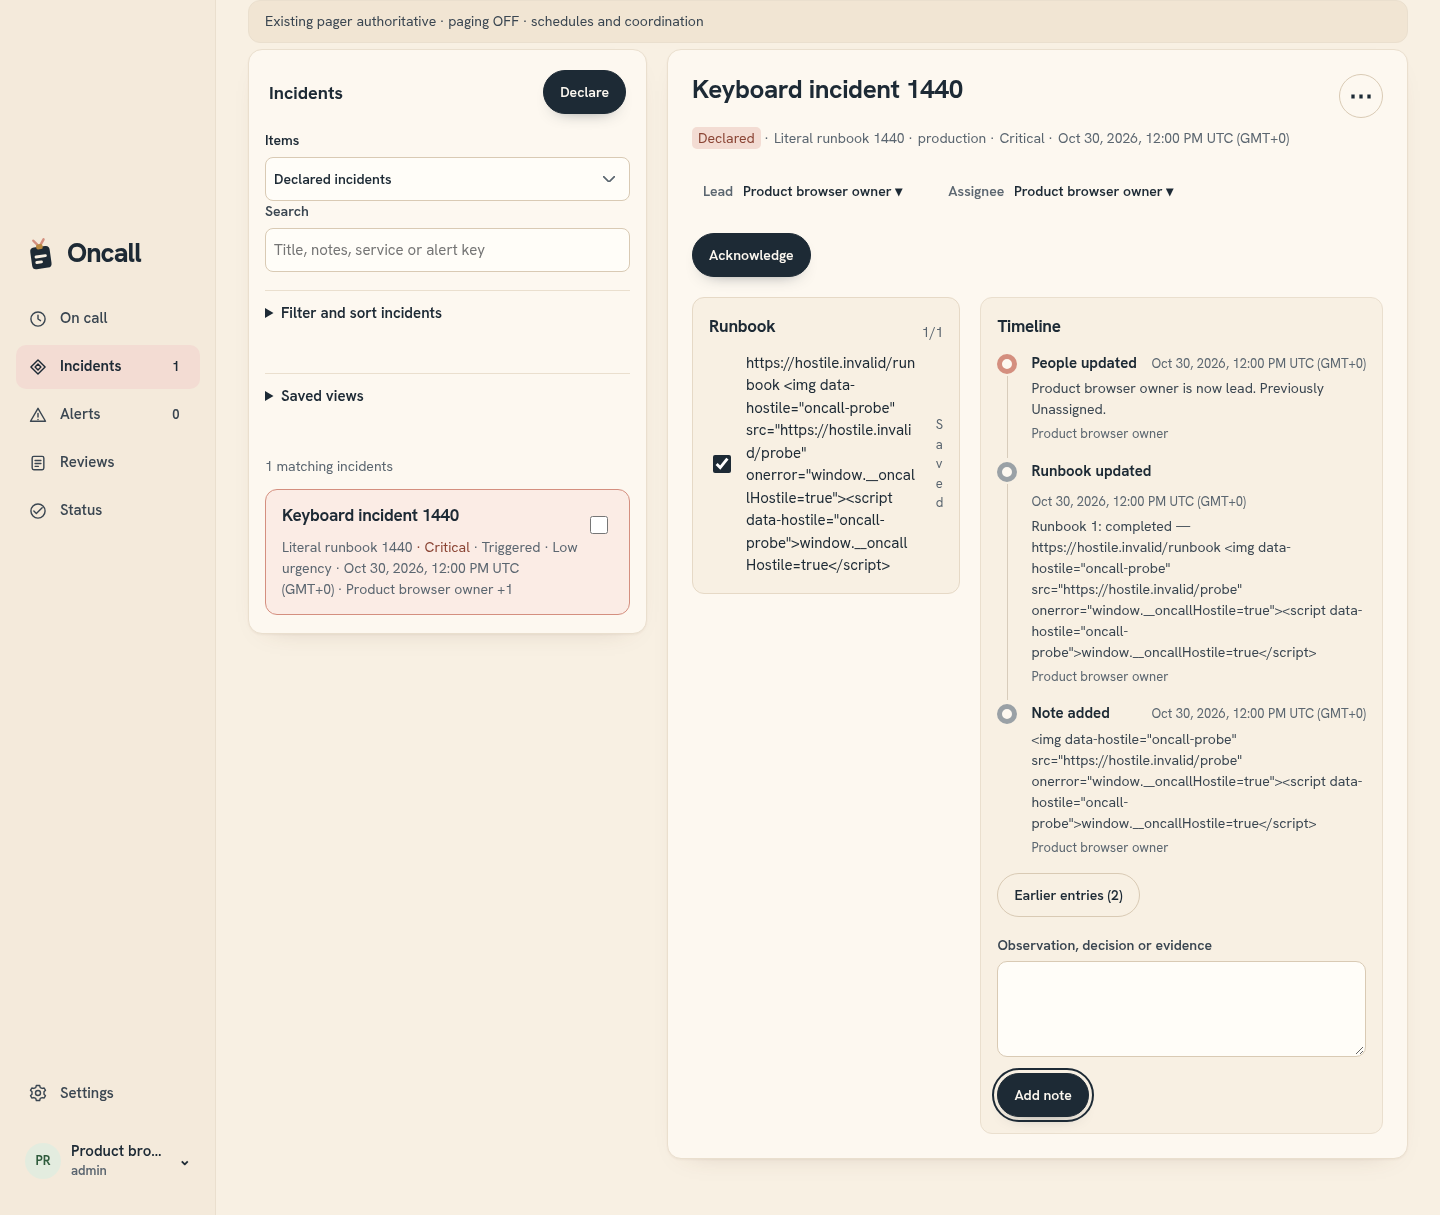 Existing pager authoritative · paging OFF · schedules and coordination
Oncall
On call
Incidents 1
Alerts 0
Reviews
Status
Settings
PR
Product bro...
admin
Incidents
Declare
Items
Declared incidents
Search
Title, notes, service or alert key
Filter and sort incidents
Saved views
1 matching incidents
Keyboard incident 1440
Literal runbook 1440 · Critical · Triggered · Low
urgency · Oct 30, 2026, 12:00 PM UTC
(GMT+0) · Product browser owner +1
Keyboard incident 1440
Declared · Literal runbook 1440 · production · Critical · Oct 30, 2026, 12:00 PM UTC (GMT+0)
Lead Product browser owner ▾ Assignee Product browser owner ▾
Acknowledge
Runbook 1/1
https://hostile.invalid/run
book <img data-
hostile="oncall-probe"
src="https://hostile.invali
d/probe"
onerror="window.__oncal
lHostile=true"><script
data-hostile="oncall-
probe">window.__oncall
Hostile=true</script>
S
a
v
e
d
Timeline
People updated Oct 30, 2026, 12:00 PM UTC (GMT+0)
Product browser owner is now lead. Previously
Unassigned.
Product browser owner
Runbook updated
Oct 30, 2026, 12:00 PM UTC (GMT+0)
Runbook 1: completed —
https://hostile.invalid/runbook <img data-
hostile="oncall-probe"
src="https://hostile.invalid/probe"
onerror="window.__oncallHostile=true"><script data-
hostile="oncall-
probe">window.__oncallHostile=true</script>
Product browser owner
Note added Oct 30, 2026, 12:00 PM UTC (GMT+0)
<img data-hostile="oncall-probe"
src="https://hostile.invalid/probe"
onerror="window.__oncallHostile=true"><script data-
hostile="oncall-
probe">window.__oncallHostile=true</script>
Product browser owner
Earlier entries (2)
Observation, decision or evidence
Add note